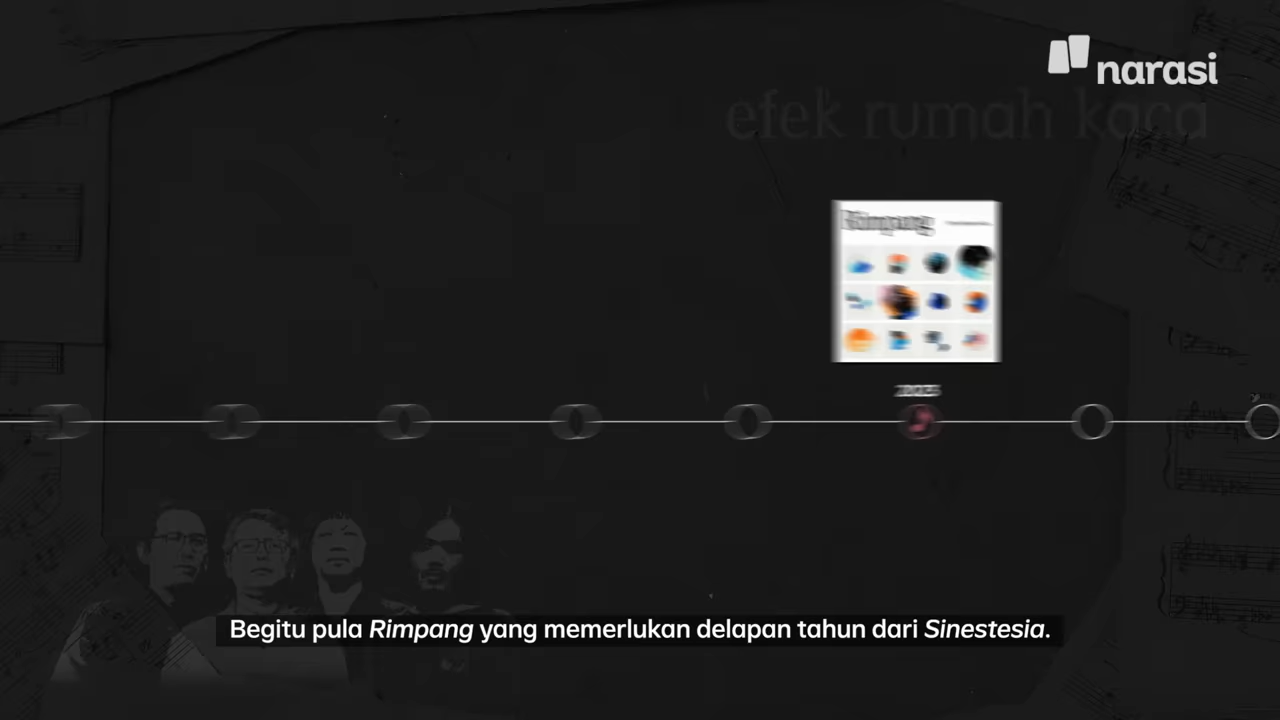 narasi
efek rumah kaca
Rimpang
Begitu pula Rimpang yang memerlukan delapan tahun dari Sinestesia.